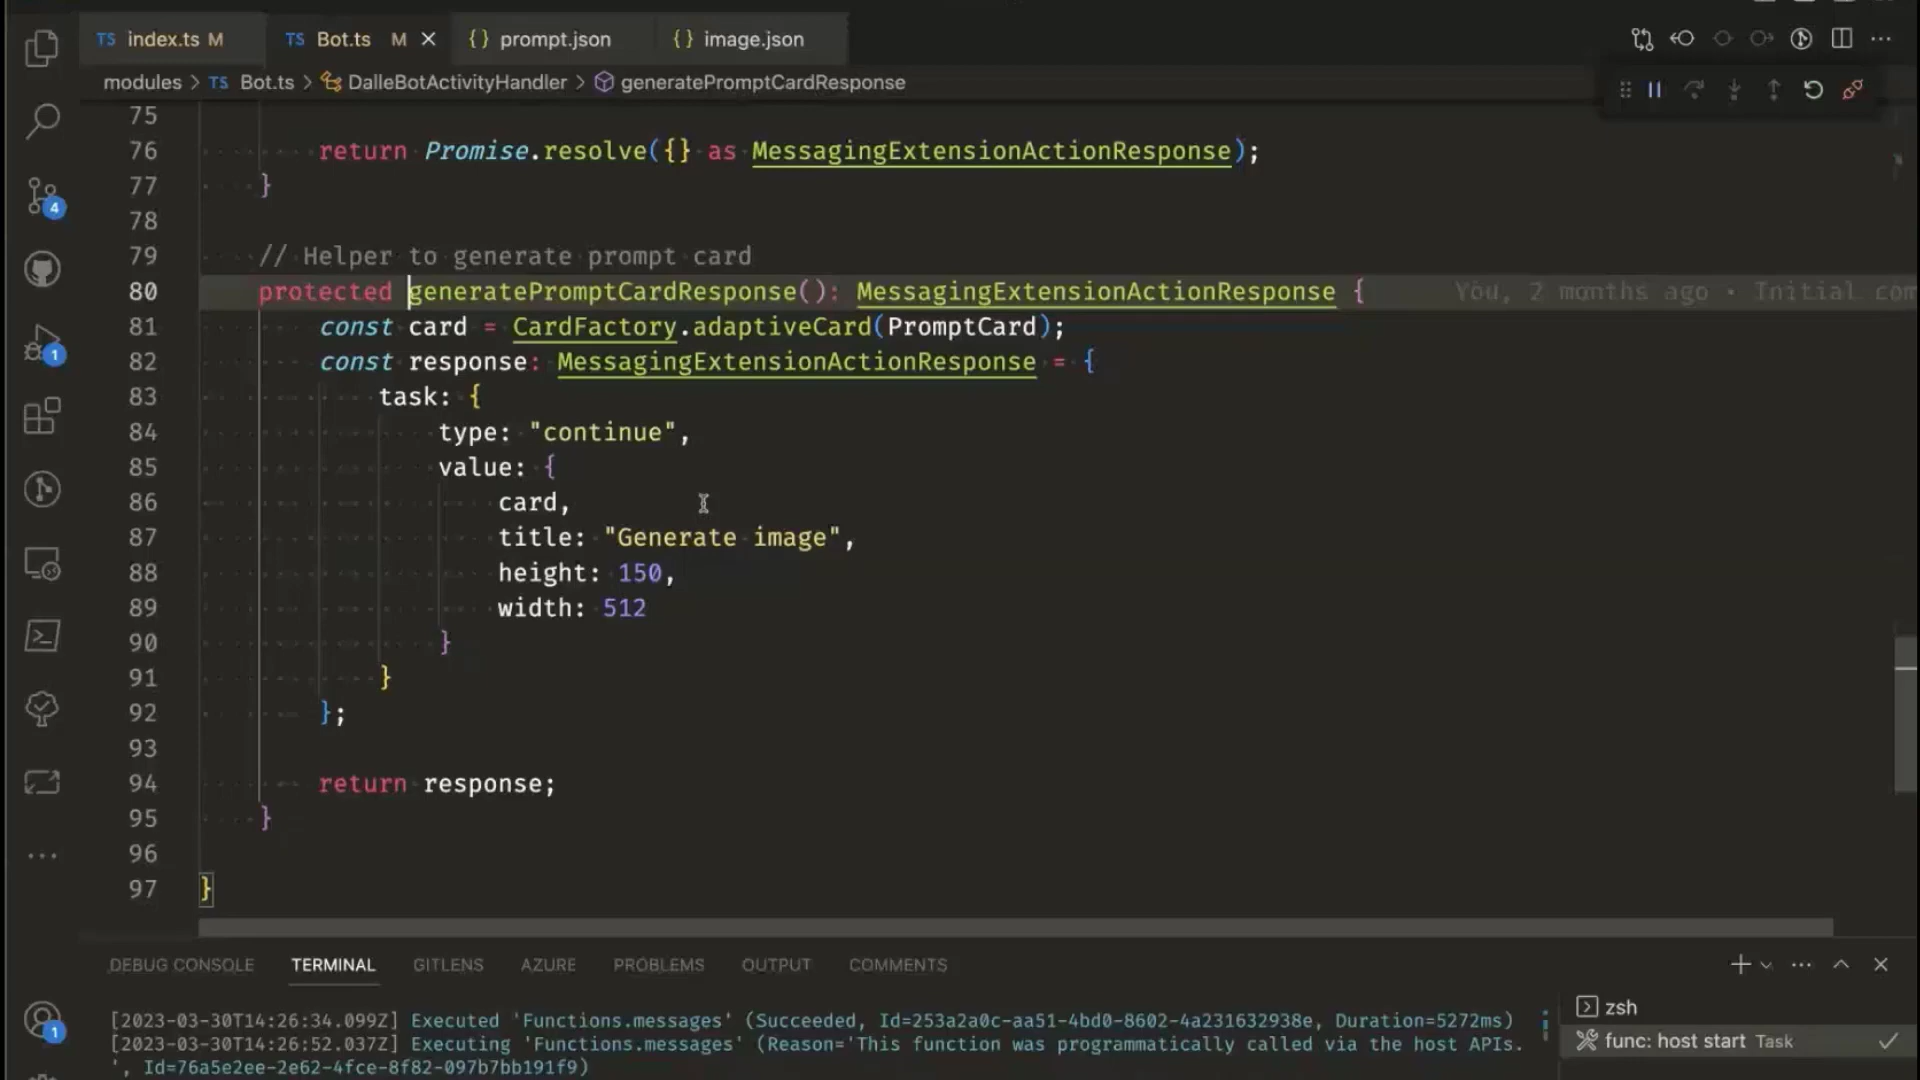 TS index.ts M TS Bot.ts M {} prompt.json {} image.json
modules > TS Bot.ts > DalleBotActivityHandler > generatePromptCardResponse
75
76 return Promise.resolve({} as MessagingExtensionActionResponse);
77 }
78
79 // Helper to generate prompt card
80 protected generatePromptCardResponse(): MessagingExtensionActionResponse { You, 2 months ago • Initial com
81 const card = CardFactory.adaptiveCard(PromptCard);
82 const response: MessagingExtensionActionResponse = {
83 task: {
84 type: "continue",
85 value: {
86 card,
87 title: "Generate image",
88 height: 150,
89 width: 512
90 }
91 }
92 };
93
94 return response;
95 }
96
97 }
4
1
1
DEBUG CONSOLE TERMINAL GITLENS AZURE PROBLEMS OUTPUT COMMENTS
[2023-03-30T14:26:34.099Z] Executed 'Functions.messages' (Succeeded, Id=253a2a0c-aa51-4bd0-8602-4a231632938e, Duration=5272ms)
[2023-03-30T14:26:52.037Z] Executing 'Functions.messages' (Reason='This function was programmatically called via the host APIs.
', Id=76a5e2ee-2e62-4fce-8f82-097b7bb191f9)
zsh
func: host start Task